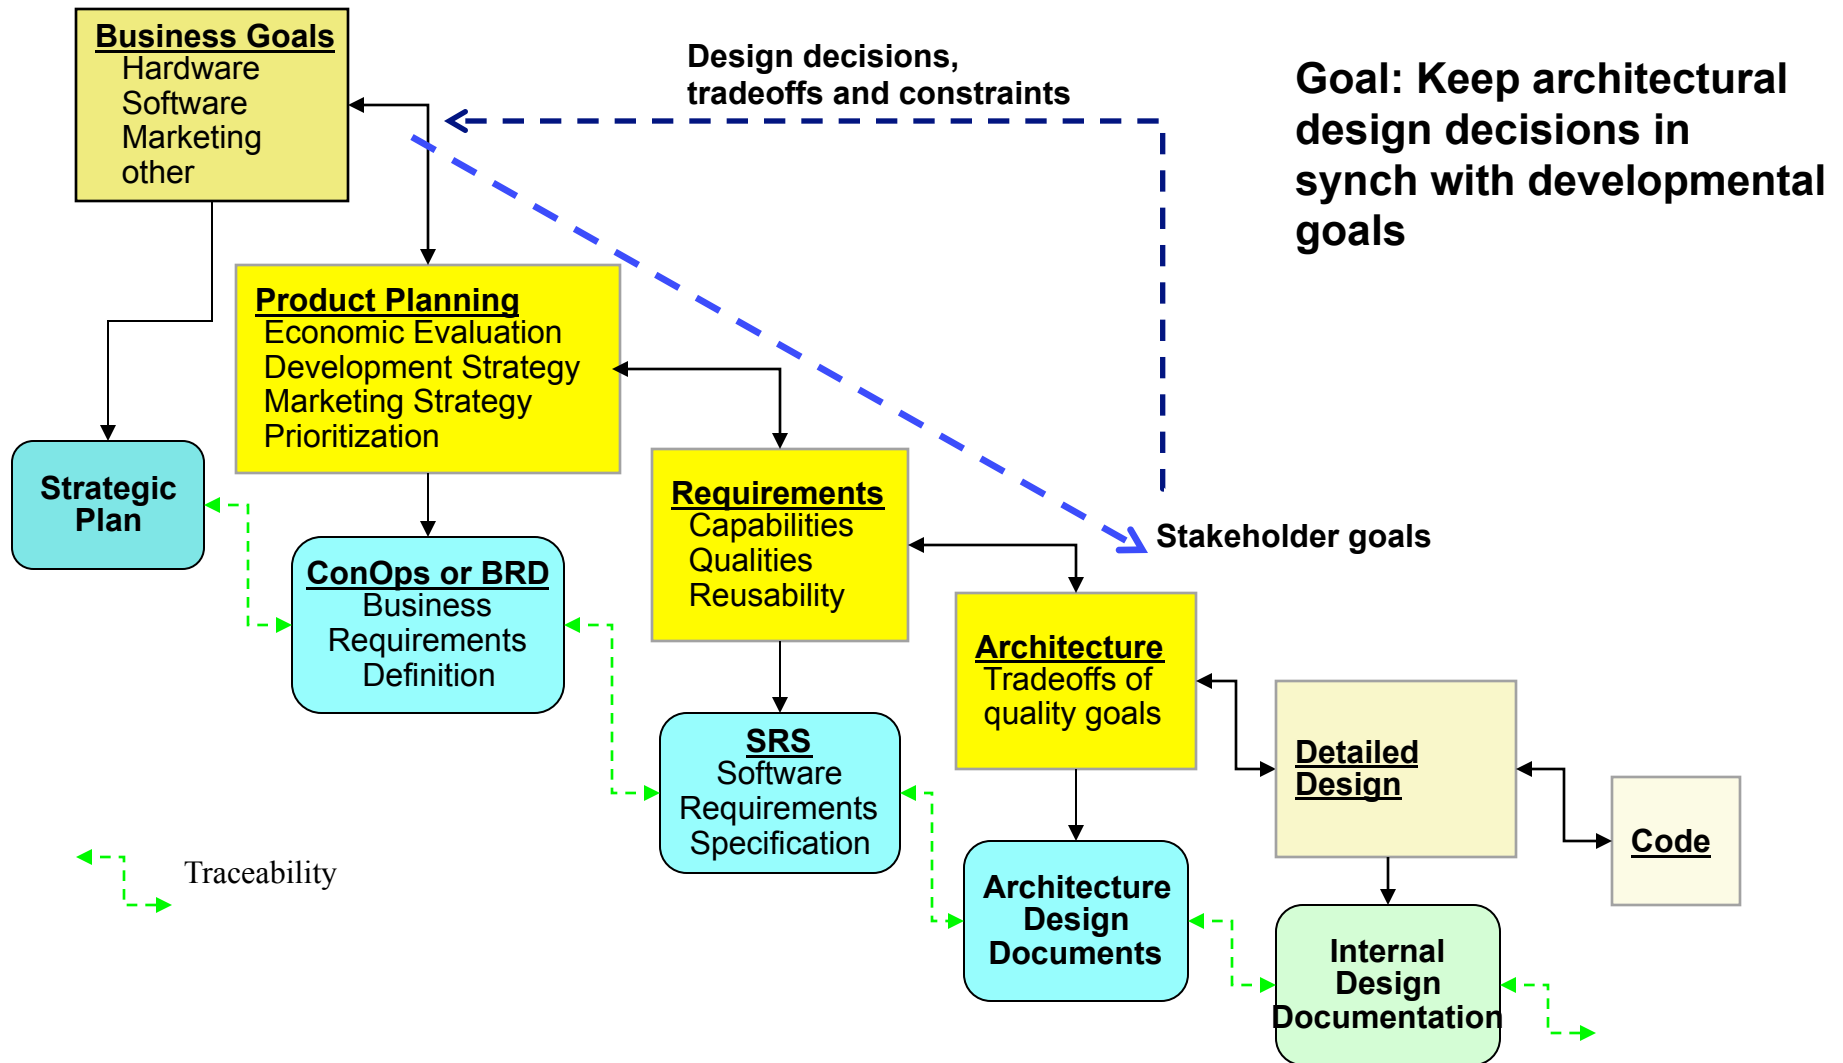 Business Goals
Hardware
Software
Marketing
other
Design decisions,
tradeoffs and constraints
Goal: Keep architectural
design decisions in
synch with developmental
goals
Product Planning
Economic Evaluation
Development Strategy
Marketing Strategy
Prioritization
Strategic
Plan
Requirements
Capabilities
Qualities
Reusability
Stakeholder goals
ConOps or BRD
Business
Requirements
Definition
Architecture
Tradeoffs of
quality goals
SRS
Software
Requirements
Specification
Detailed
Design
Code
Traceability
Architecture
Design
Documents
Internal
Design
Documentation